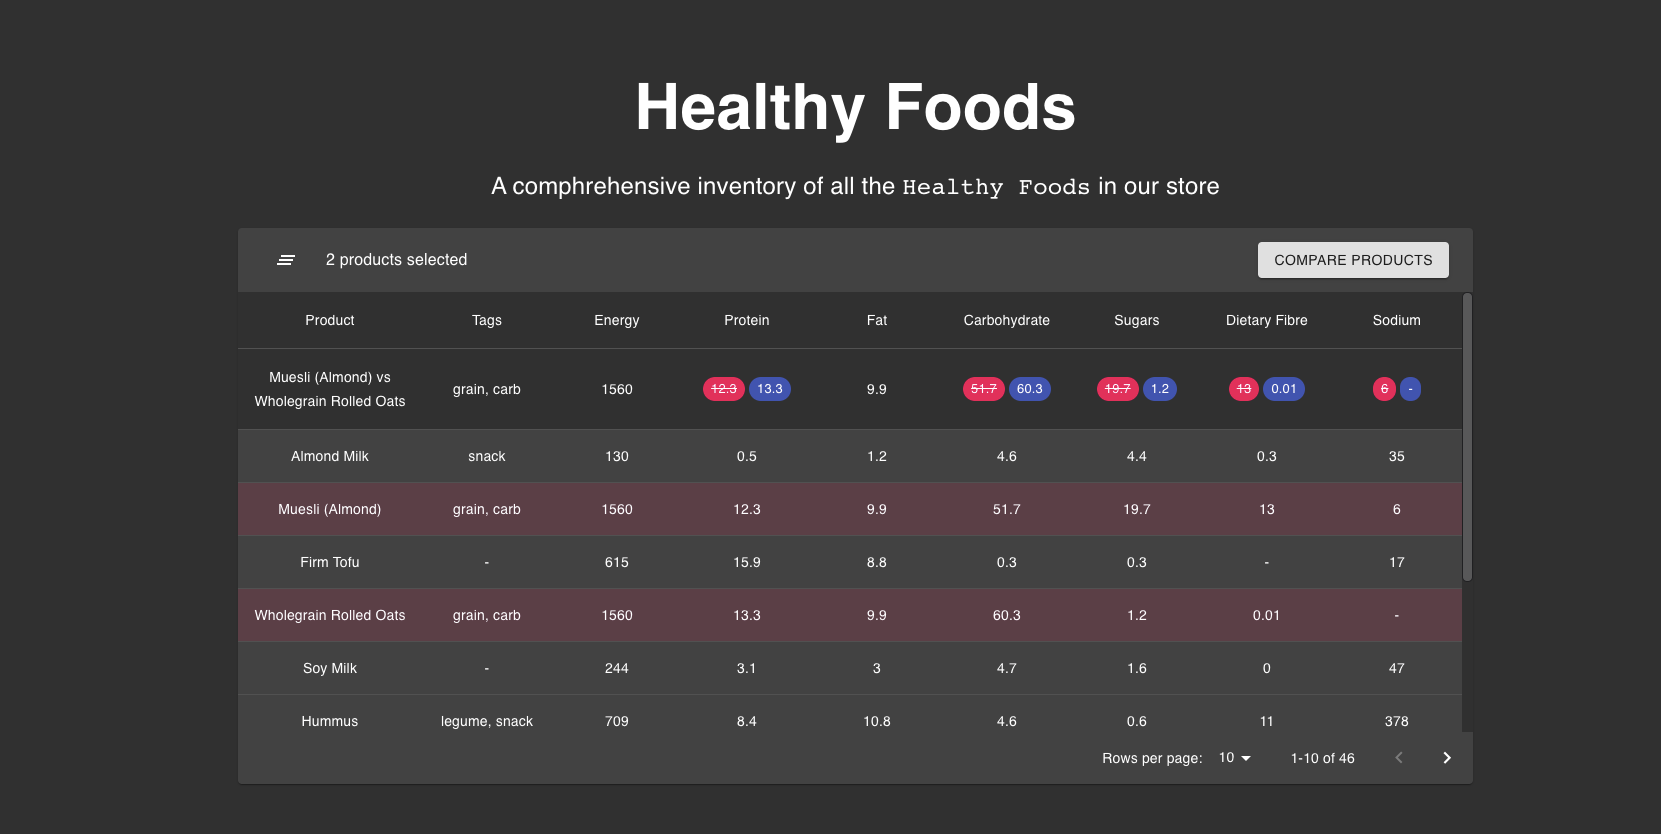 Healthy Foods
A comphrehensive inventory of all the Healthy Foods in our store
2 products selected COMPARE PRODUCTS
Product Tags Energy Protein Fat Carbohydrate Sugars Dietary Fibre Sodium
Muesli (Almond) vs
Wholegrain Rolled Oats grain, carb 1560 12.3 13.3 9.9 51.7 60.3 19.7 1.2 13 0.01 6 -
Almond Milk snack 130 0.5 1.2 4.6 4.4 0.3 35
Muesli (Almond) grain, carb 1560 12.3 9.9 51.7 19.7 13 6
Firm Tofu - 615 15.9 8.8 0.3 0.3 - 17
Wholegrain Rolled Oats grain, carb 1560 13.3 9.9 60.3 1.2 0.01 -
Soy Milk - 244 3.1 3 4.7 1.6 0 47
Hummus legume, snack 709 8.4 10.8 4.6 0.6 11 378
Rows per page: 10 1-10 of 46